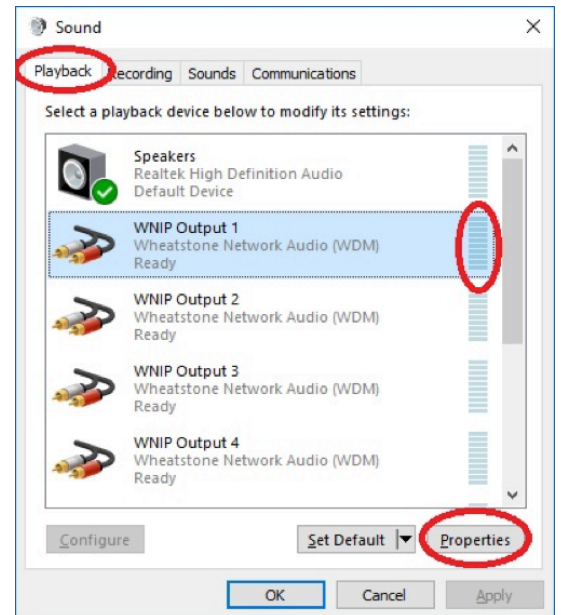 Sound
Playback Recording Sounds Communications
Select a playback device below to modify its settings:
Speakers
Realtek High Definition Audio
Default Device
WNIP Output 1
Wheatstone Network Audio (WDM)
Ready
WNIP Output 2
Wheatstone Network Audio (WDM)
Ready
WNIP Output 3
Wheatstone Network Audio (WDM)
Ready
WNIP Output 4
Wheatstone Network Audio (WDM)
Ready
Configure Set Default Properties
OK Cancel Apply